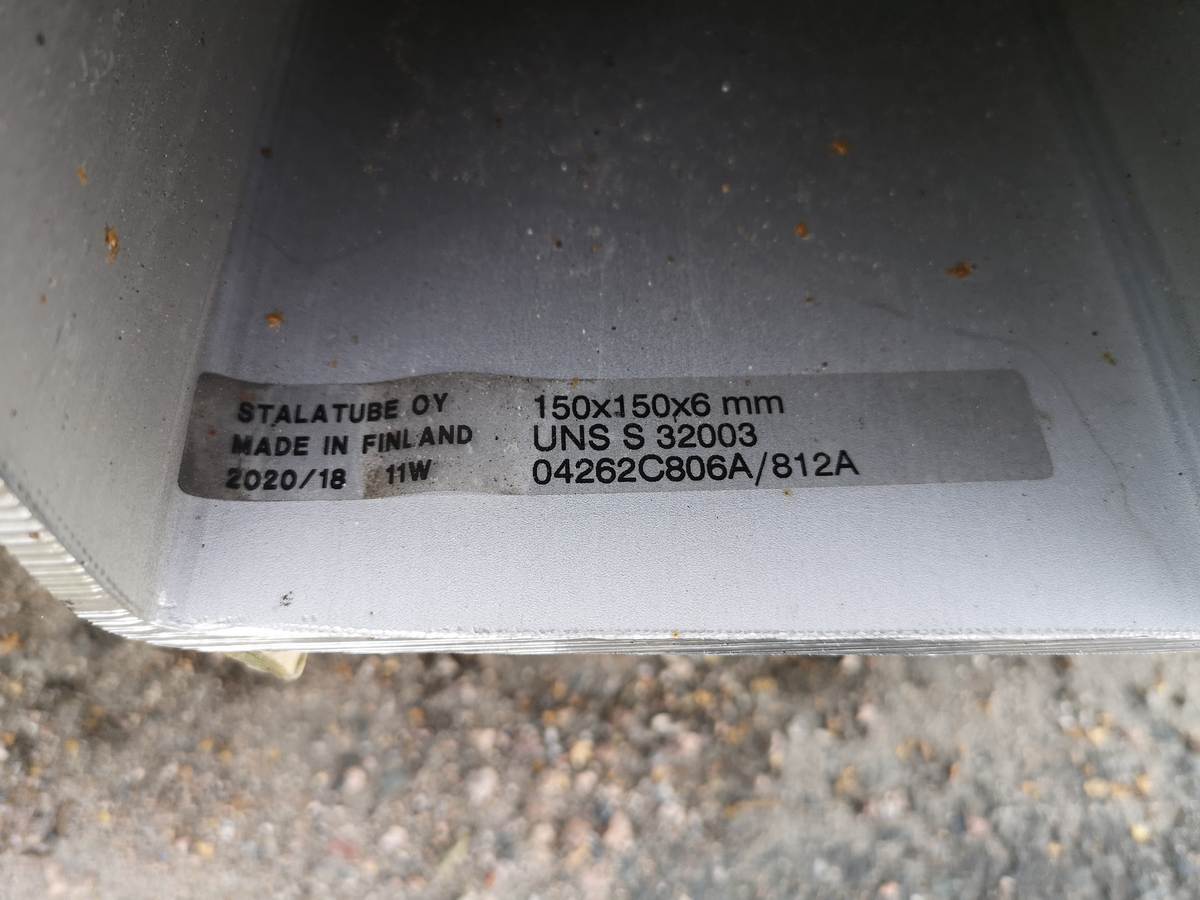 STALATUBE OY
MADE IN FINLAND
2020/18 11W
150x150x6 mm
UNS S 32003
04262C806A/812A